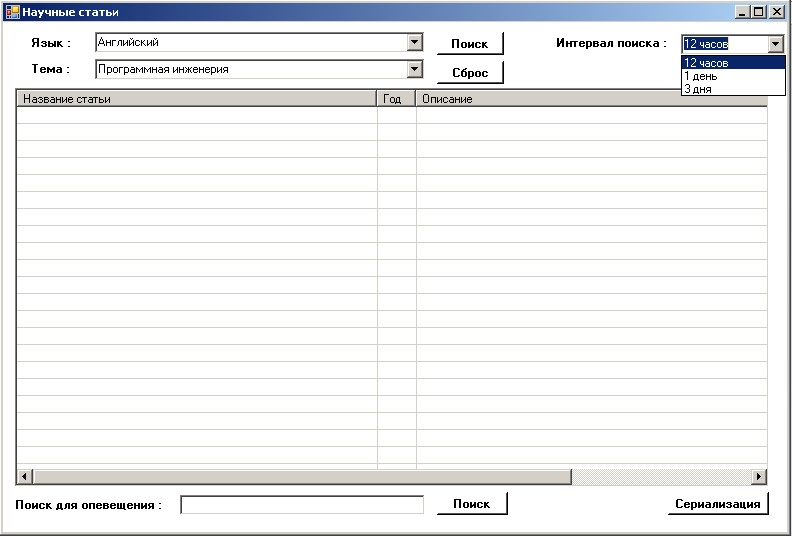 Научные статьи
Язык : Английский Поиск Интервал поиска : 12 часов
Тема : Программная инженерия Сброс
12 часов
1 день
3 дня
Название статьи Год Описание
Поиск для опевещения : Поиск Сериализация